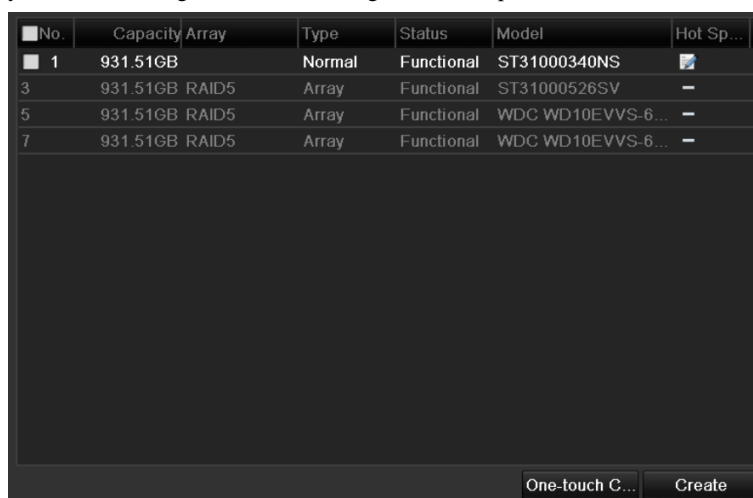 No. Capacity Array Type Status Model Hot Sp...
1 931.51GB Normal Functional ST31000340NS
3 931.51GB RAID5 Array Functional ST31000526SV –
5 931.51GB RAID5 Array Functional WDC WD10EVVS-6... –
7 931.51GB RAID5 Array Functional WDC WD10EVVS-6... –
One-touch C... Create